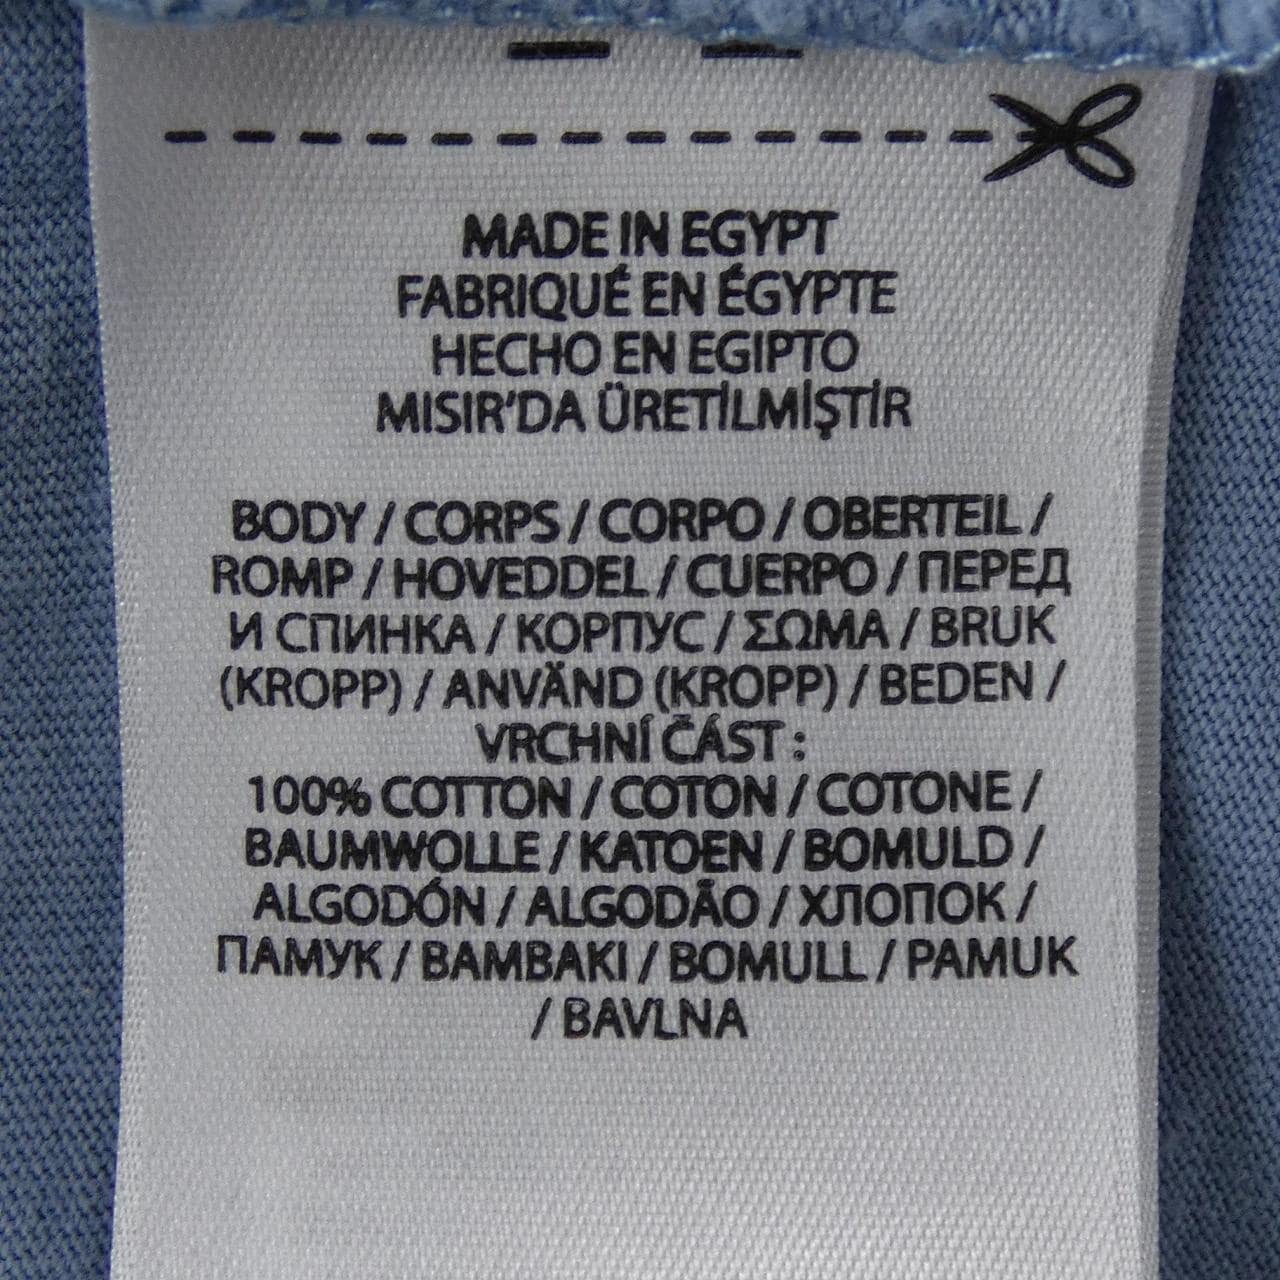 MADE IN EGYPT
FABRIQUÉ EN ÉGYPTE
HECHO EN EGIPTO
MISIR'DA ÜRETİLMİŞTİR
BODY / CORPS / CORPO / OBERTEIL /
ROMP / HOVEDDEL / CUERPO / ПЕРЕД
И СПИНКА / КОРПУС / ΣΩΜΑ / BRUK
(KROPP) / ANVÄND (KROPP) / BEDEN /
VRCHNÍ ČÁST :
100% COTTON / COTON / COTONE /
BAUMWOLLE / KATOEN / BOMULD /
ALGODÓN / ALGODÃO / ХЛОПОК /
ПАМУК / ΒΑΜΒΑΚΙ / BOMULL / PAMUK
/ BAVLNA